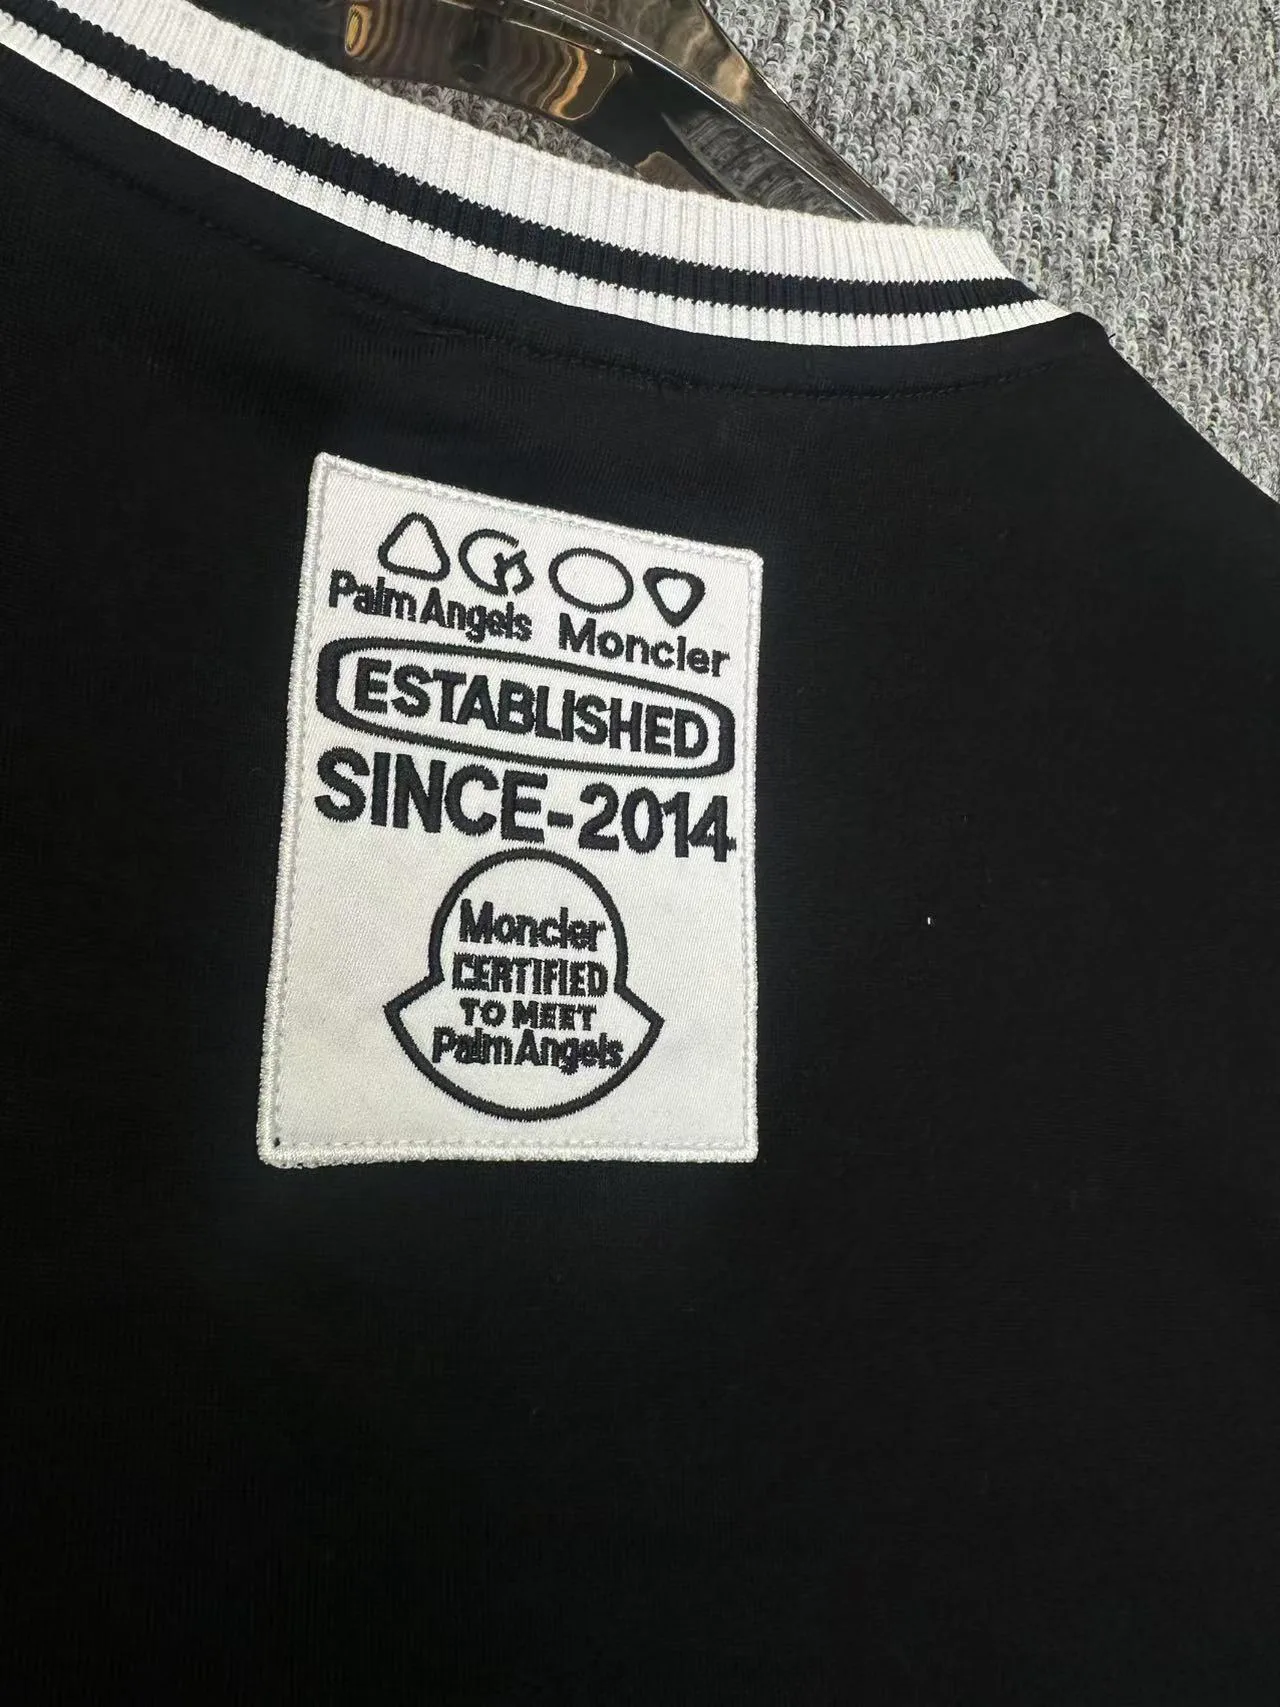 Palm Angels Moncler
ESTABLISHED
SINCE-2014
Moncler
CERTIFIED
TO MEET
Palm Angels